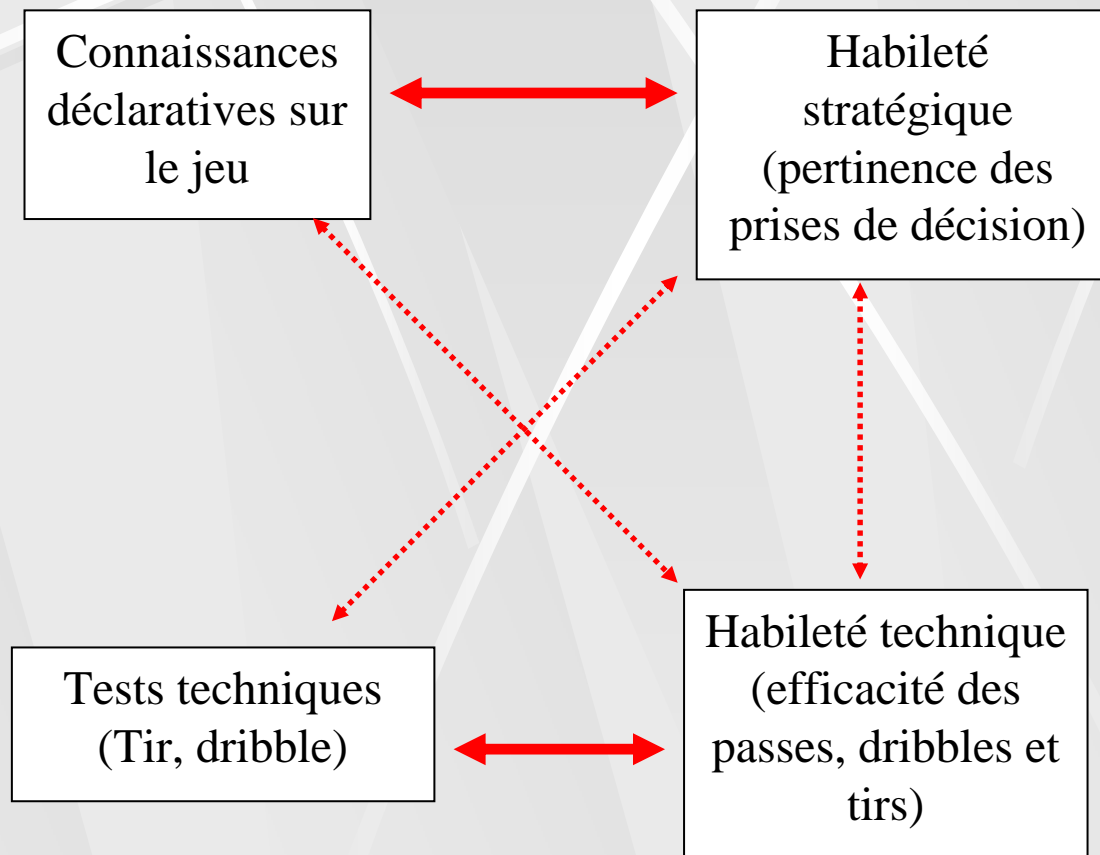 Connaissances
déclaratives sur
le jeu
Habileté
stratégique
(pertinence des
prises de décision)
Tests techniques
(Tir, dribble)
Habileté technique
(efficacité des
passes, dribbles et
tirs)